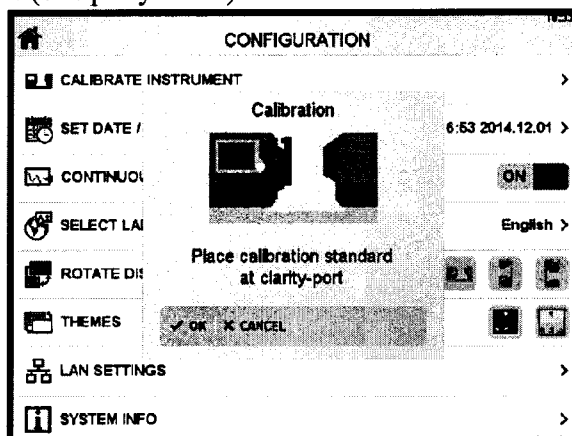 CONFIGURATION
CALIBRATE INSTRUMENT
SET DATE /
6:53 2014.12.01
CONTINUOU
ON
SELECT LA
English
ROTATE DIS
THEMES
LAN SETTINGS
SYSTEM INFO
Calibration
Place calibration standard
at clarity-port
OK CANCEL